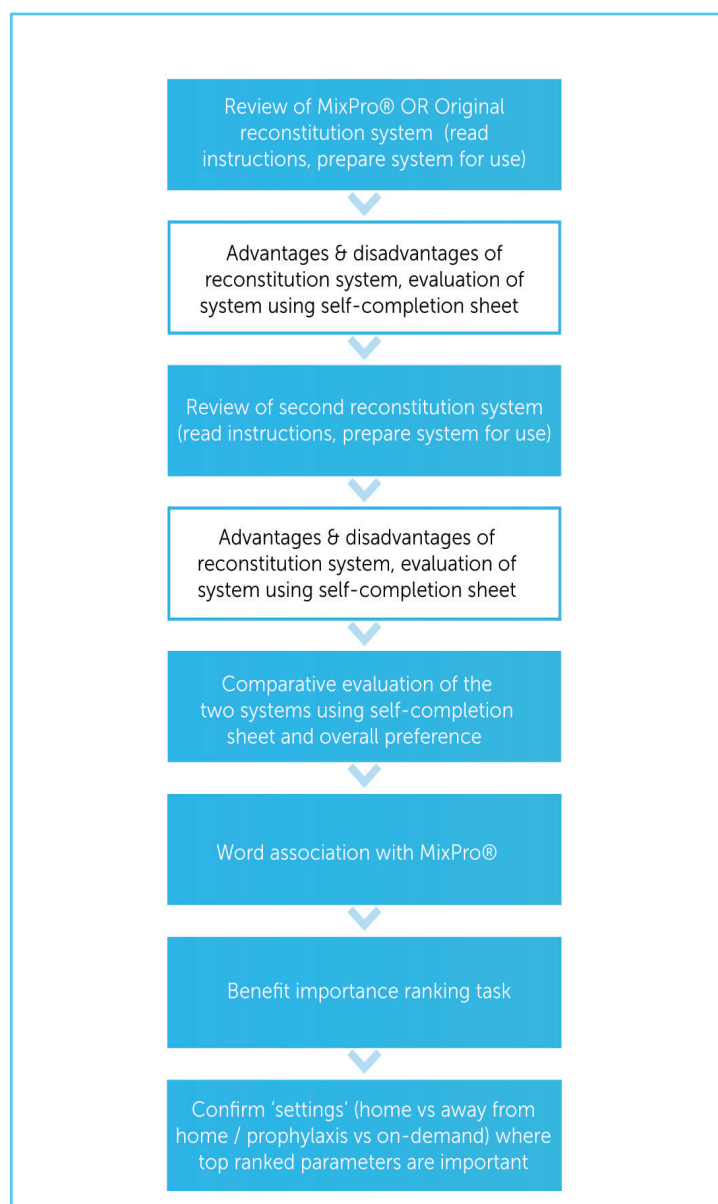 Review of MixPro® OR Original
reconstitution system (read
instructions, prepare system for use)
Advantages & disadvantages of
reconstitution system, evaluation of
system using self-completion sheet
Review of second reconstitution system
(read instructions, prepare system for use)
Advantages & disadvantages of
reconstitution system, evaluation of
system using self-completion sheet
Comparative evaluation of the
two systems using self-completion
sheet and overall preference
Word association with MixPro®
Benefit importance ranking task
Confirm ‘settings’ (home vs away from
home / prophylaxis vs on-demand) where
top ranked parameters are important